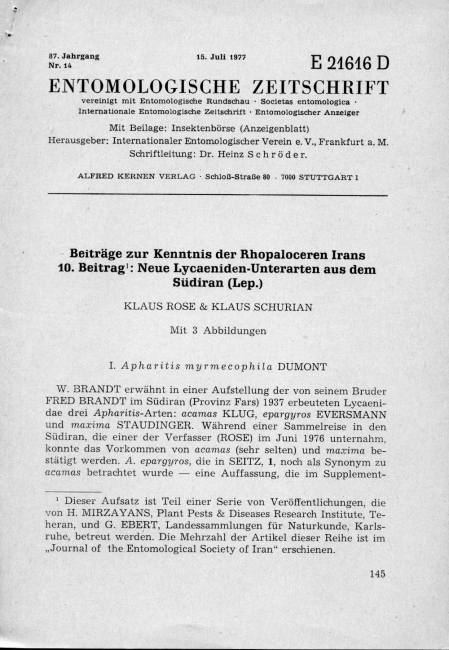 87. Jahrgang
Nr. 14
15. Juli 1977
E 21616 D
ENTOMOLOGISCHE ZEITSCHRIFT
vereinigt mit Entomologische Rundschau · Societas entomologica ·
Internationale Entomologische Zeitschrift · Entomologischer Anzeiger
Mit Beilage: Insektenbörse (Anzeigenblatt)
Herausgeber: Internationaler Entomologischer Verein e. V., Frankfurt a. M.
Schriftleitung: Dr. Heinz Schröder.
ALFRED KERNEN VERLAG · Schloß-Straße 80 · 7000 STUTTGART 1
Beiträge zur Kenntnis der Rhopaloceren Irans
10. Beitrag¹: Neue Lycaeniden-Unterarten aus dem
Südiran (Lep.)
KLAUS ROSE & KLAUS SCHURIAN
Mit 3 Abbildungen
I. Apharitis myrmecophila DUMONT
W. BRANDT erwähnt in einer Aufstellung der von seinem Bruder
FRED BRANDT im Südiran (Provinz Fars) 1937 erbeuteten Lycaeni-
dae drei Apharitis-Arten: acamas KLUG, epargyros EVERSMANN
und maxima STAUDINGER. Während einer Sammelreise in den
Südiran, die einer der Verfasser (ROSE) im Juni 1976 unternahm,
konnte das Vorkommen von acamas (sehr selten) und maxima be-
stätigt werden. A. epargyros, die in SEITZ, 1, noch als Synonym zu
acamas betrachtet wurde — eine Auffassung, die im Supplement-
¹ Dieser Aufsatz ist Teil einer Serie von Veröffentlichungen, die
von H. MIRZAYANS, Plant Pests & Diseases Research Institute, Te-
heran, und G. EBERT, Landessammlungen für Naturkunde, Karls-
ruhe, betreut werden. Die Mehrzahl der Artikel dieser Reihe ist im
„Journal of the Entomological Society of Iran" erschienen.
145